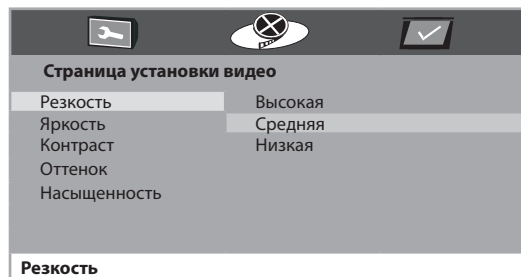 Страница установки видео
Резкость Высокая
Яркость Средняя
Контраст Низкая
Оттенок
Насыщенность
Резкость